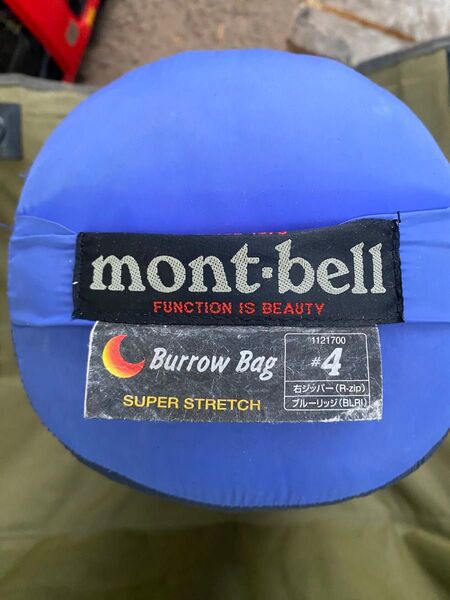 mont-bell
FUNCTION IS BEAUTY
Burrow Bag
SUPER STRETCH
1121700
#4
右ジッパー(R-zip)
ブルーリッジ(BLRI)